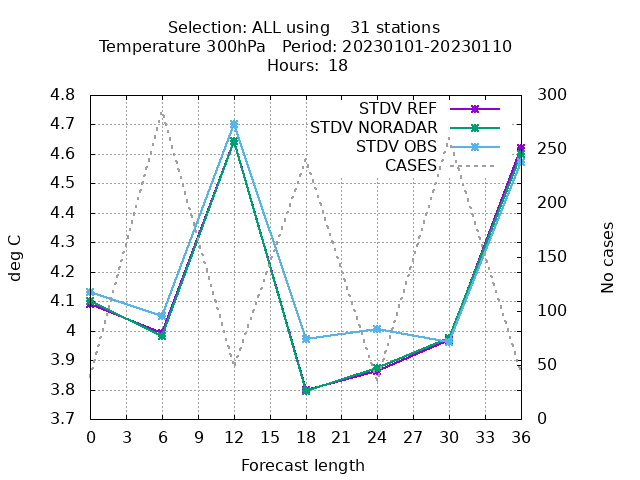 Selection: ALL using    31 stations
Temperature 300hPa   Period: 20230101-20230110
Hours: 18
STDV REF
STDV NORADAR
STDV OBS
CASES
4.8
4.7
4.6
4.5
4.4
4.3
4.2
4.1
4
3.9
3.8
3.7
deg C
300
250
200
150
100
50
0
No cases
0 3 6 9 12 15 18 21 24 27 30 33 36
Forecast length